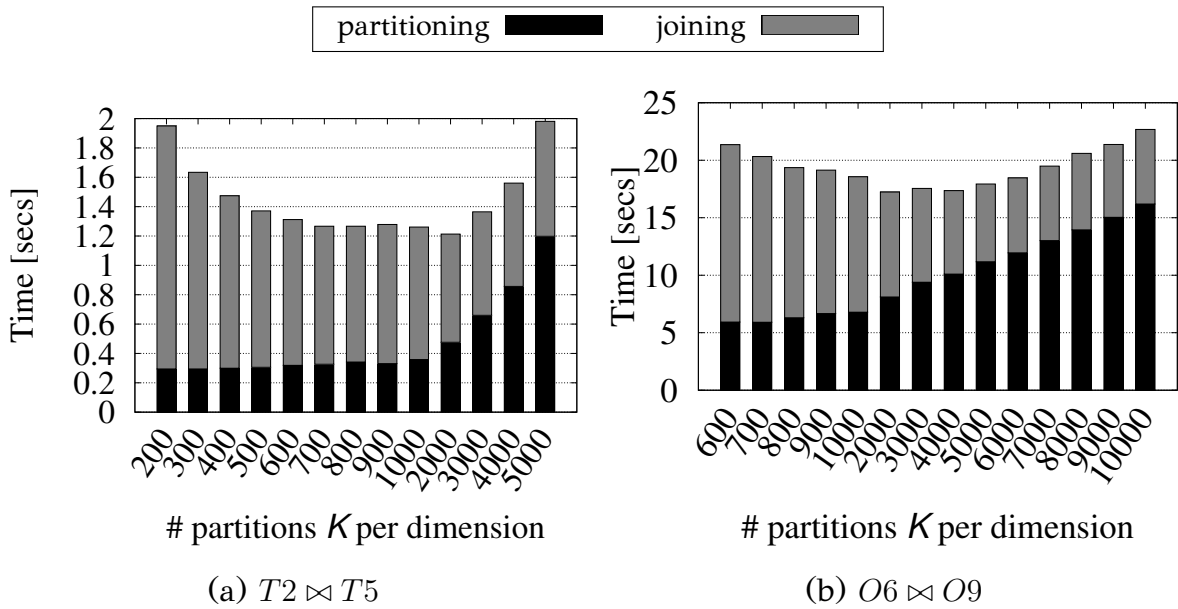 partitioning joining
Time [secs]
2
1.8
1.6
1.4
1.2
1
0.8
0.6
0.4
0.2
0
200 300 400 500 600 700 800 900 1000 2000 3000 4000 5000
# partitions K per dimension
(a) T2 ⋈ T5
Time [secs]
25
20
15
10
5
0
600 700 800 900 1000 2000 3000 4000 5000 6000 7000 8000 9000 10000
# partitions K per dimension
(b) O6 ⋈ O9